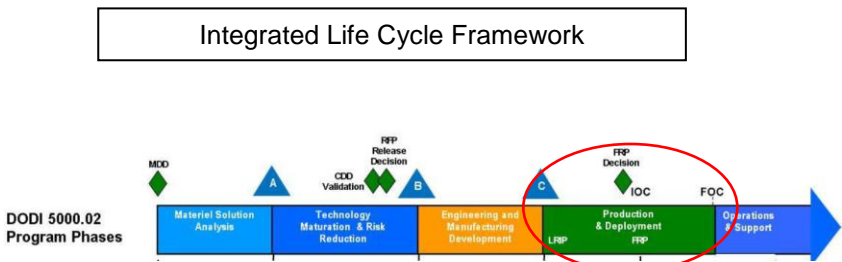 Integrated Life Cycle Framework
RFP
Release
Decision
FRP
Decision
MDD
CDD
Validation
A
B
C
IOC
FOC
DODI 5000.02
Program Phases
Materiel Solution
Analysis
Technology
Maturation & Risk
Reduction
Engineering and
Manufacturing
Development
Production
& Deployment
LRIP
FRP
Operations
& Support